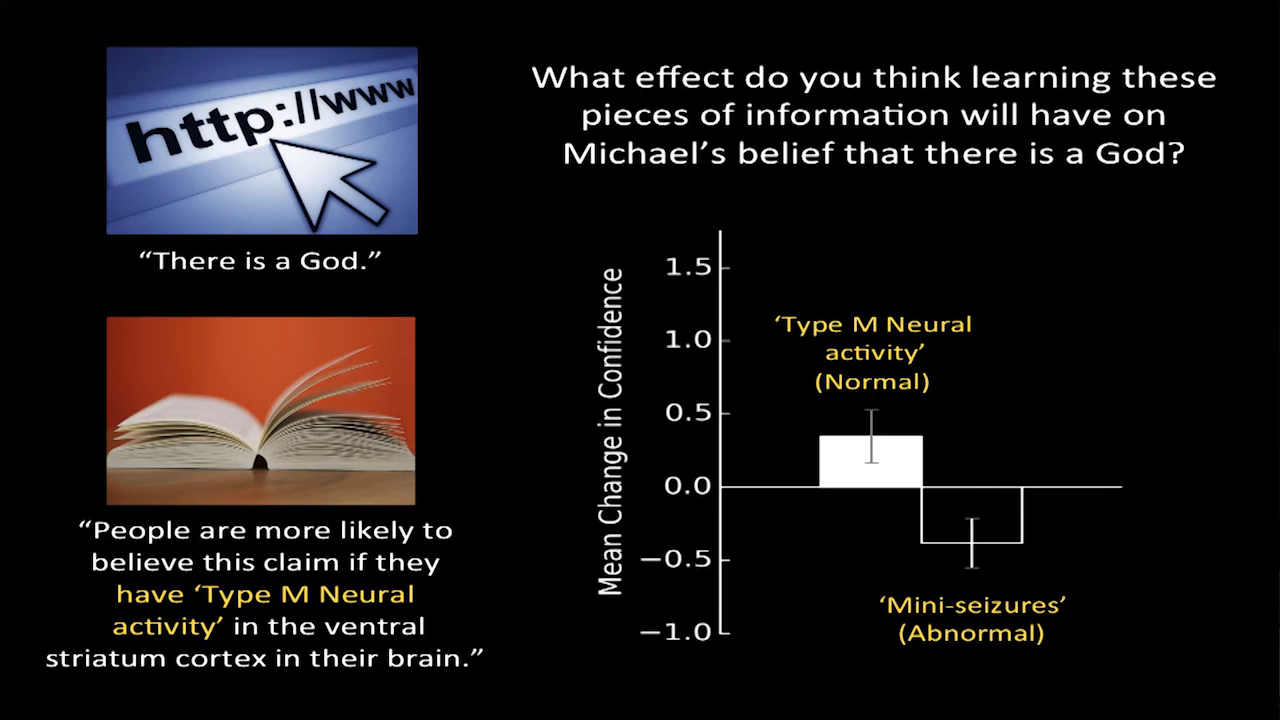 http://www
“There is a God.”
“People are more likely to
believe this claim if they
have ‘Type M Neural
activity’ in the ventral
striatum cortex in their brain.”
What effect do you think learning these
pieces of information will have on
Michael’s belief that there is a God?
Mean Change in Confidence
1.5
1.0
0.5
0.0
−0.5
−1.0
‘Type M Neural
activity’
(Normal)
‘Mini-seizures’
(Abnormal)